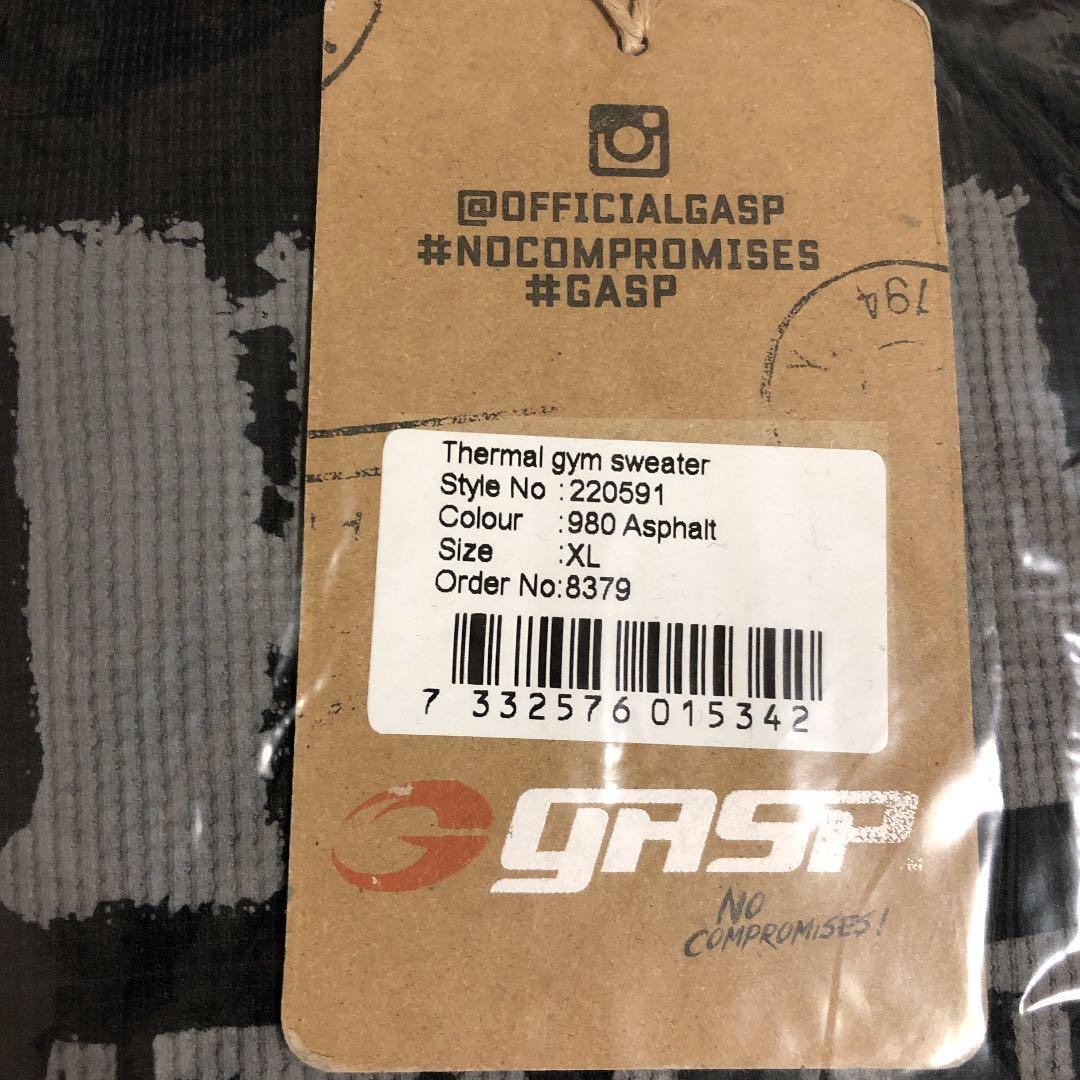 @OFFICIALGASP
#NOCOMPROMISES
#GASP
794
Thermal gym sweater
Style No :220591
Colour :980 Asphalt
Size :XL
Order No:8379
7 332576 015342
gASP
NO
COMPROMISES!